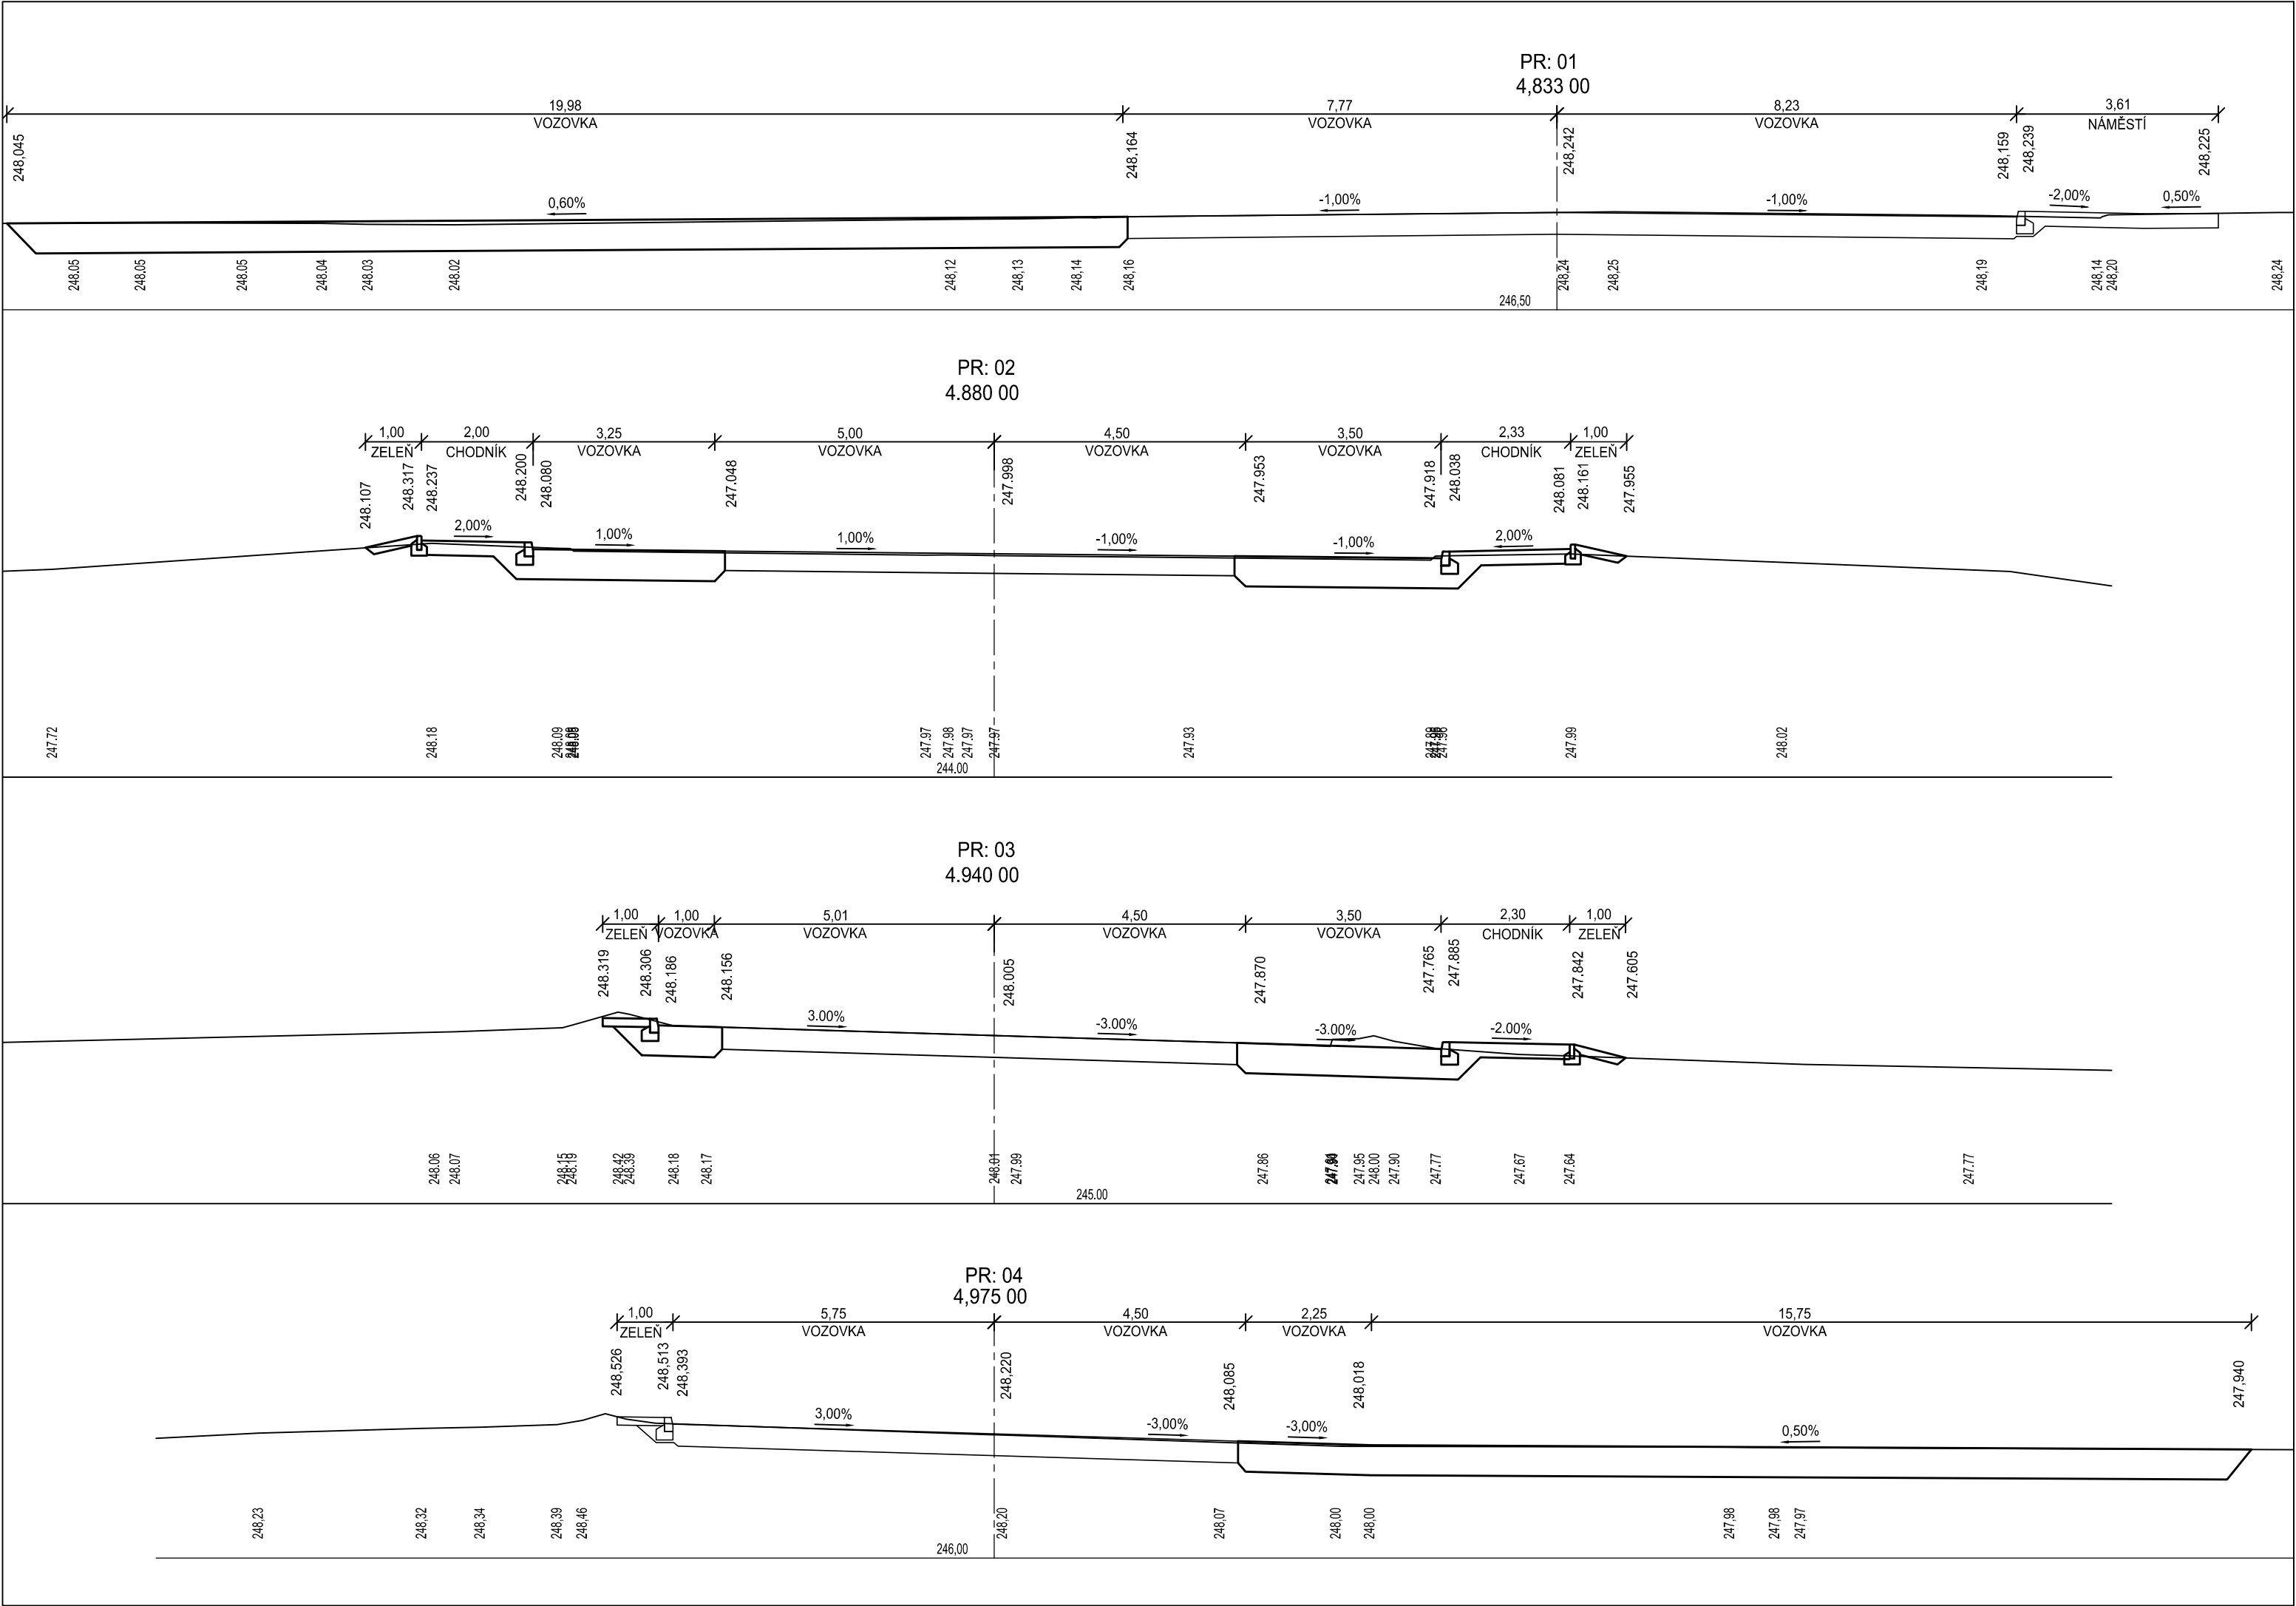 PR: 01
4,833 00
19,98 7,77 8,23 3,61
VOZOVKA VOZOVKA VOZOVKA NÁMĚSTÍ
248,045 248,164 248,242 248,159 248,239 248,225
0,60% -1,00% -1,00% -2,00% 0,50%
248.05 248.05 248.05 248.04 248.03 248.02 248,12 248,13 248,14 248,16 248,24 248,25 248,19 248,14 248,20 248,24
246,50
PR: 02
4.880 00
1,00 2,00 3,25 5,00 4,50 3,50 2,33 1,00
ZELEŇ CHODNÍK VOZOVKA VOZOVKA VOZOVKA VOZOVKA CHODNÍK ZELEŇ
248.107 248.317 248.237 248.200 248.080 247.048 247.998 247.953 247.918 248.038 248.081 248.161 247.955
2,00% 1,00% 1,00% -1,00% -1,00% 2,00%
247.72 248.18 248.09 247.97 247.98 247.97 247.97 247.93 247.96 247.99 248.02
244.00
PR: 03
4.940 00
1,00 1,00 5,01 4,50 3,50 2,30 1,00
ZELEŇ VOZOVKA VOZOVKA VOZOVKA VOZOVKA CHODNÍK ZELEŇ
248.319 248.306 248.186 248.156 248.005 247.870 247.765 247.885 247.842 247.605
3.00% -3.00% -3.00% -2.00%
248.06 248.07 248.15 248.19 248.42 248.39 248.18 248.17 248.01 247.99 247.86 247.90 247.95 248.00 247.90 247.77 247.67 247.64 247.77
245.00
PR: 04
4,975 00
1,00 5,75 4,50 2,25 15,75
ZELEŇ VOZOVKA VOZOVKA VOZOVKA VOZOVKA
248,526 248,513 248,393 248,220 248,085 248,018 247,940
3,00% -3,00% -3,00% 0,50%
248,23 248,32 248,34 248,39 248,46 248,20 248,07 248,00 248,00 247,98 247,98 247,97
246,00